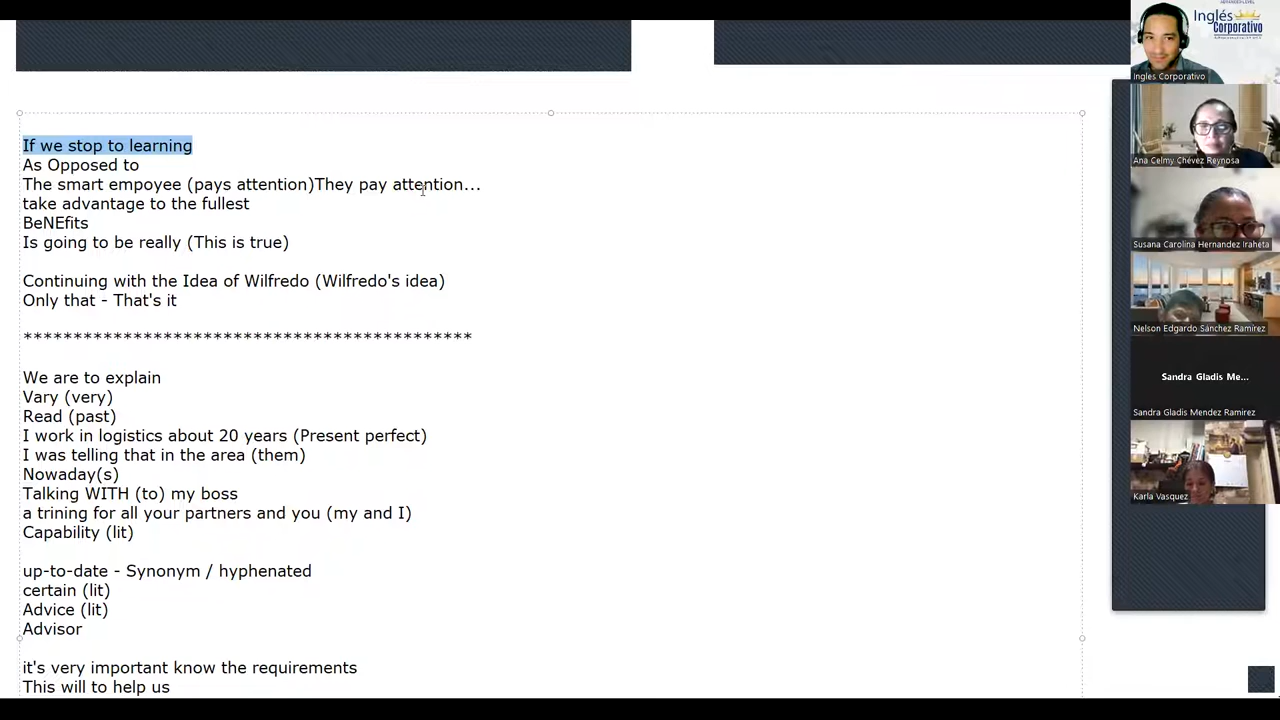 If we stop to learning
As Opposed to
The smart empoyee (pays attention)They pay attention...
take advantage to the fullest
BeNEfits
Is going to be really (This is true)
Continuing with the Idea of Wilfredo (Wilfredo's idea)
Only that - That's it
********************************************
We are to explain
Vary (very)
Read (past)
I work in logistics about 20 years (Present perfect)
I was telling that in the area (them)
Nowaday(s)
Talking WITH (to) my boss
a trining for all your partners and you (my and I)
Capability (lit)
up-to-date - Synonym / hyphenated
certain (lit)
Advice (lit)
Advisor
it's very important know the requirements
This will to help us
Inglés
Corporativo
Ingles Corporativo
Ana Celmy Chévez Reynosa
Susana Carolina Hernandez Iraheta
Nelson Edgardo Sánchez Ramírez
Sandra Gladis Me...
Sandra Gladis Mendez Ramirez
Karla Vasquez